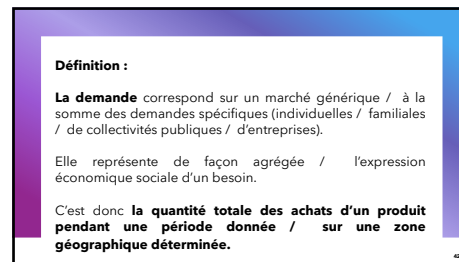 Définition :
La demande correspond sur un marché générique / à la
somme des demandes spécifiques (individuelles / familiales
/ de collectivités publiques / d'entreprises).
Elle représente de façon agrégée / l'expression
économique sociale d'un besoin.
C'est donc la quantité totale des achats d'un produit
pendant une période donnée / sur une zone
géographique déterminée.
42